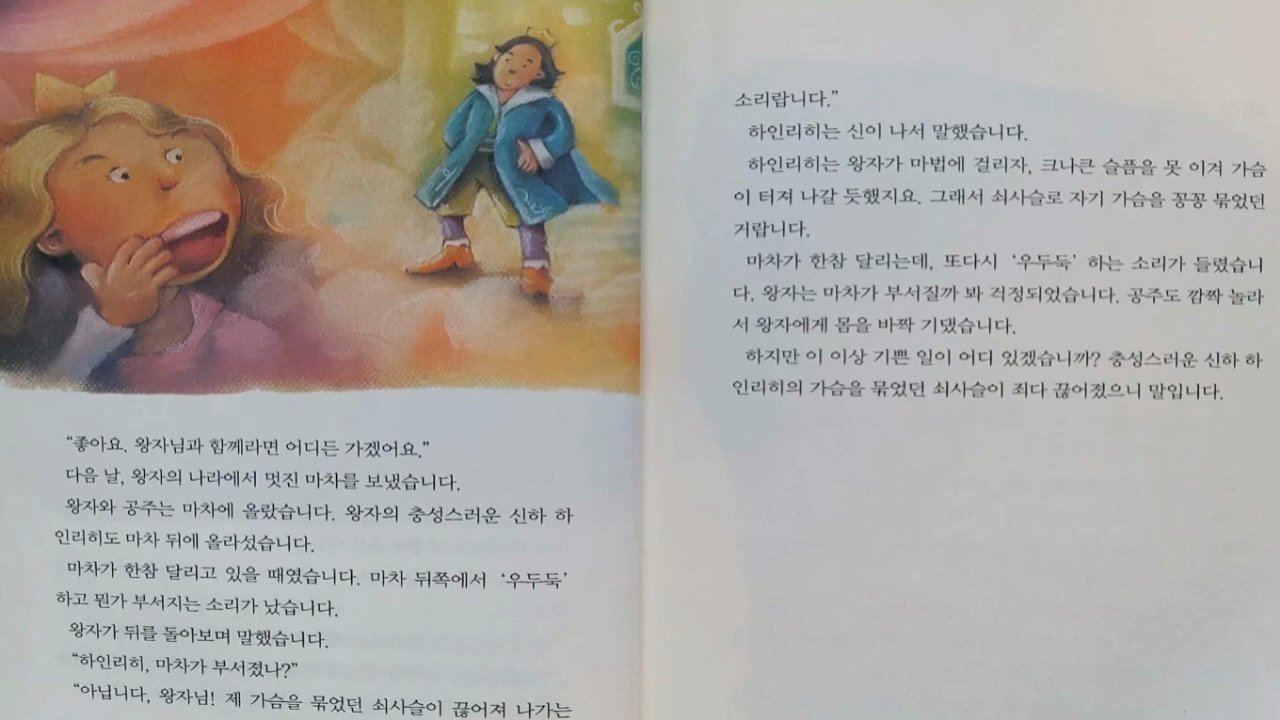 “좋아요. 왕자님과 함께라면 어디든 가겠어요.”
다음 날, 왕자의 나라에서 멋진 마차를 보냈습니다.
왕자와 공주는 마차에 올랐습니다. 왕자의 충성스러운 신하 하
인리히도 마차 뒤에 올라섰습니다.
마차가 한참 달리고 있을 때였습니다. 마차 뒤쪽에서 ‘우두둑’
하고 뭔가 부서지는 소리가 났습니다.
왕자가 뒤를 돌아보며 말했습니다.
“하인리히, 마차가 부서졌나?”
“아닙니다, 왕자님! 제 가슴을 묶었던 쇠사슬이 끊어져 나가는
소리랍니다.”
하인리히는 신이 나서 말했습니다.
하인리히는 왕자가 마법에 걸리자, 크나큰 슬픔을 못 이겨 가슴
이 터져 나갈 듯했지요. 그래서 쇠사슬로 자기 가슴을 꽁꽁 묶었던
거랍니다.
마차가 한참 달리는데, 또다시 ‘우두둑’ 하는 소리가 들렸습니
다. 왕자는 마차가 부서질까 봐 걱정되었습니다. 공주도 깜짝 놀라
서 왕자에게 몸을 바짝 기댔습니다.
하지만 이 이상 기쁜 일이 어디 있겠습니까? 충성스러운 신하 하
인리히의 가슴을 묶었던 쇠사슬이 죄다 끊어졌으니 말입니다.